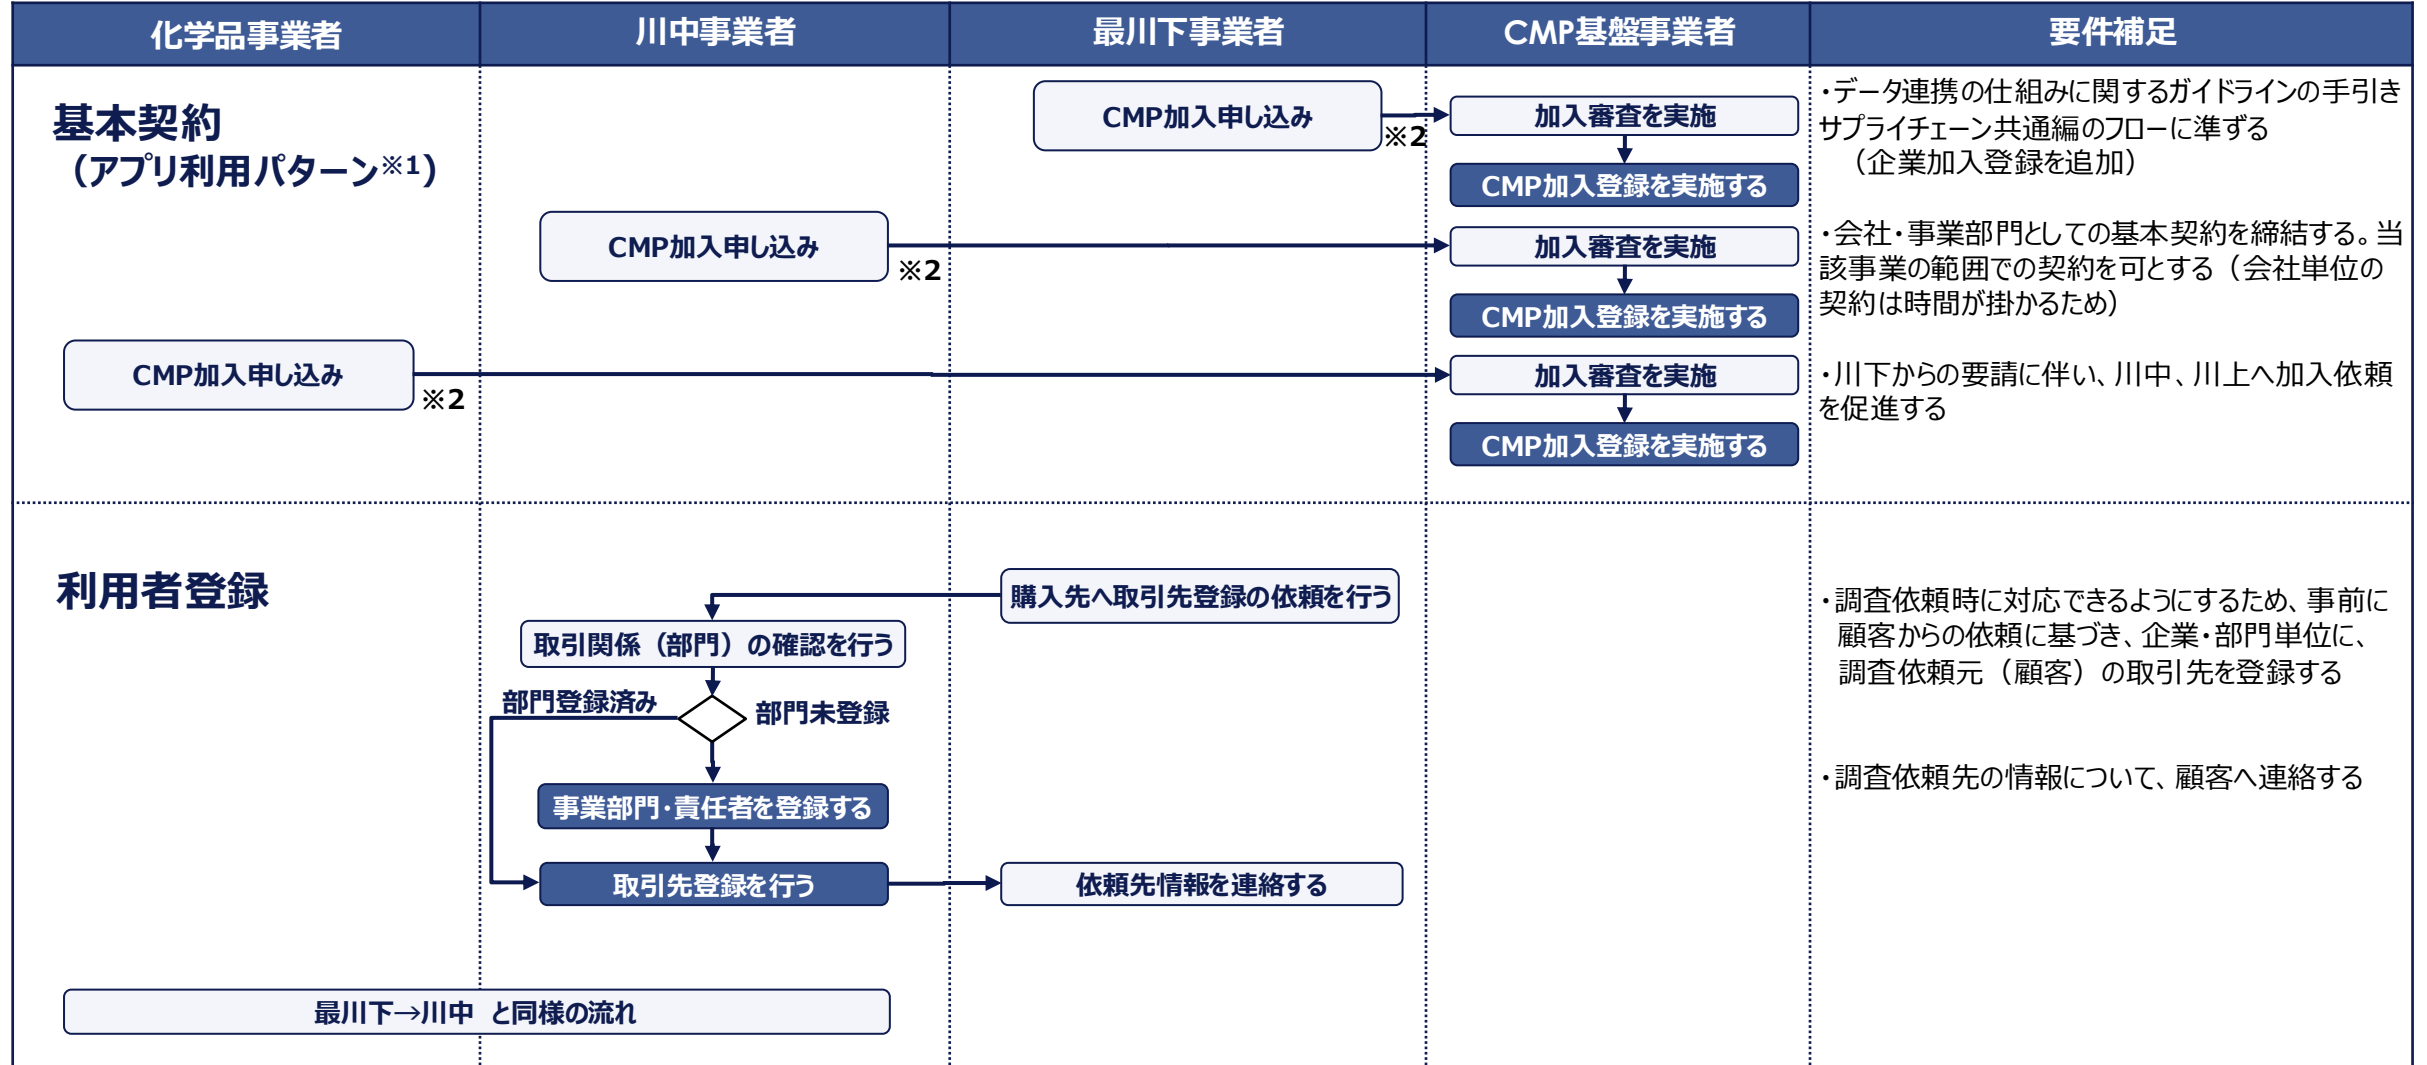 化学品事業者
川中事業者
最川下事業者
CMP基盤事業者
要件補足
基本契約
（アプリ利用パターン※1）
CMP加入申し込み
※2
加入審査を実施
CMP加入登録を実施する
CMP加入申し込み
※2
加入審査を実施
CMP加入登録を実施する
CMP加入申し込み
※2
加入審査を実施
CMP加入登録を実施する
・データ連携の仕組みに関するガイドラインの手引き
サプライチェーン共通編のフローに準ずる
（企業加入登録を追加）
・会社・事業部門としての基本契約を締結する。当
該事業の範囲での契約を可とする（会社単位の
契約は時間が掛かるため）
・川下からの要請に伴い、川中、川上へ加入依頼
を促進する
利用者登録
購入先へ取引先登録の依頼を行う
取引関係（部門）の確認を行う
部門登録済み
部門未登録
事業部門・責任者を登録する
取引先登録を行う
依頼先情報を連絡する
最川下→川中 と同様の流れ
・調査依頼時に対応できるようにするため、事前に
顧客からの依頼に基づき、企業・部門単位に、
調査依頼元（顧客）の取引先を登録する
・調査依頼先の情報について、顧客へ連絡する